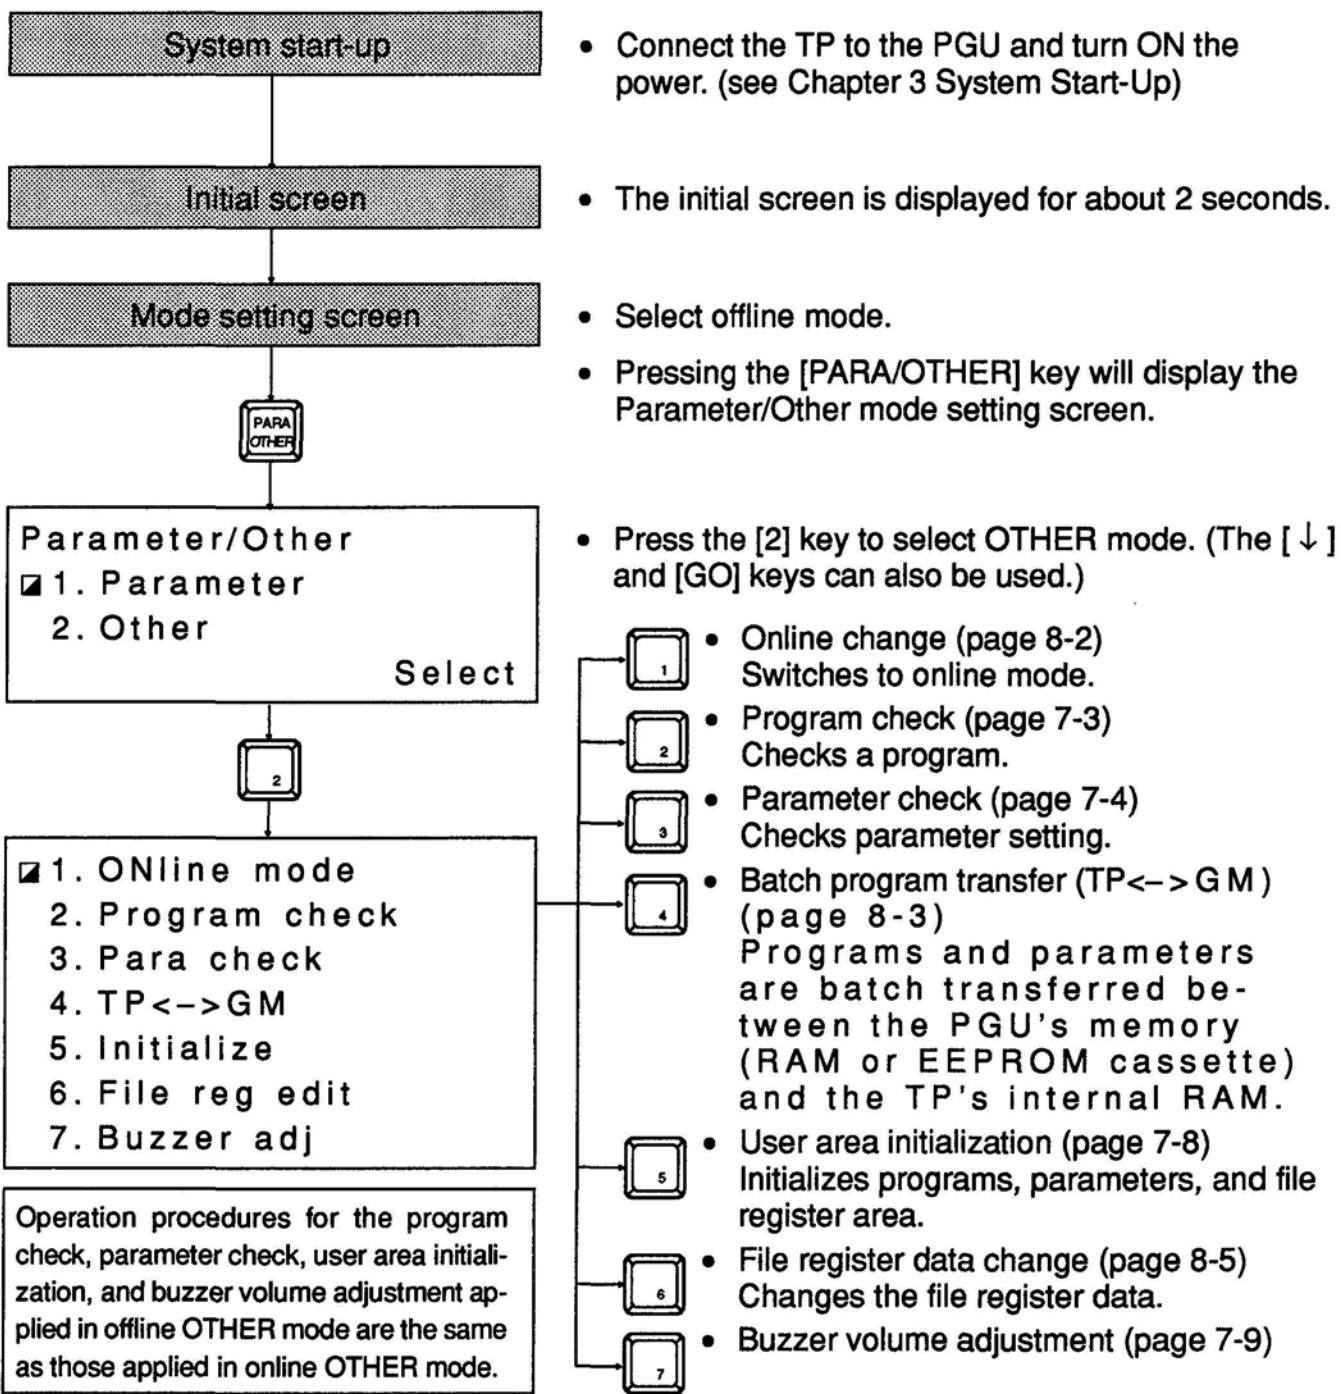 System start-up
• Connect the TP to the PGU and turn ON the
power. (see Chapter 3 System Start-Up)
Initial screen
• The initial screen is displayed for about 2 seconds.
Mode setting screen
• Select offline mode.
• Pressing the [PARA/OTHER] key will display the
Parameter/Other mode setting screen.
PARA
OTHER
Parameter/Other
1. Parameter
2. Other
Select
• Press the [2] key to select OTHER mode. (The [↓]
and [GO] keys can also be used.)
2
1. ONline mode
2. Program check
3. Para check
4. TP<->GM
5. Initialize
6. File reg edit
7. Buzzer adj
1
• Online change (page 8-2)
Switches to online mode.
2
• Program check (page 7-3)
Checks a program.
3
• Parameter check (page 7-4)
Checks parameter setting.
4
• Batch program transfer (TP<->GM)
(page 8-3)
Programs and parameters
are batch transferred be-
tween the PGU's memory
(RAM or EEPROM cassette)
and the TP's internal RAM.
5
• User area initialization (page 7-8)
Initializes programs, parameters, and file
register area.
6
• File register data change (page 8-5)
Changes the file register data.
7
• Buzzer volume adjustment (page 7-9)
Operation procedures for the program
check, parameter check, user area initiali-
zation, and buzzer volume adjustment ap-
plied in offline OTHER mode are the same
as those applied in online OTHER mode.